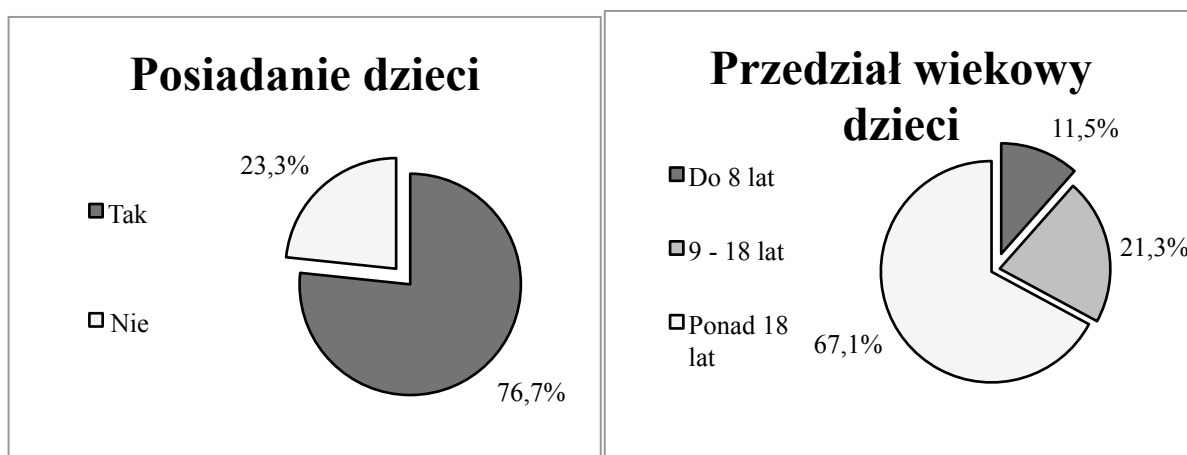 Posiadanie dzieci
23,3%
Tak
Nie
76,7%
Przedział wiekowy
dzieci
11,5%
Do 8 lat
9 - 18 lat
21,3%
Ponad 18
lat
67,1%